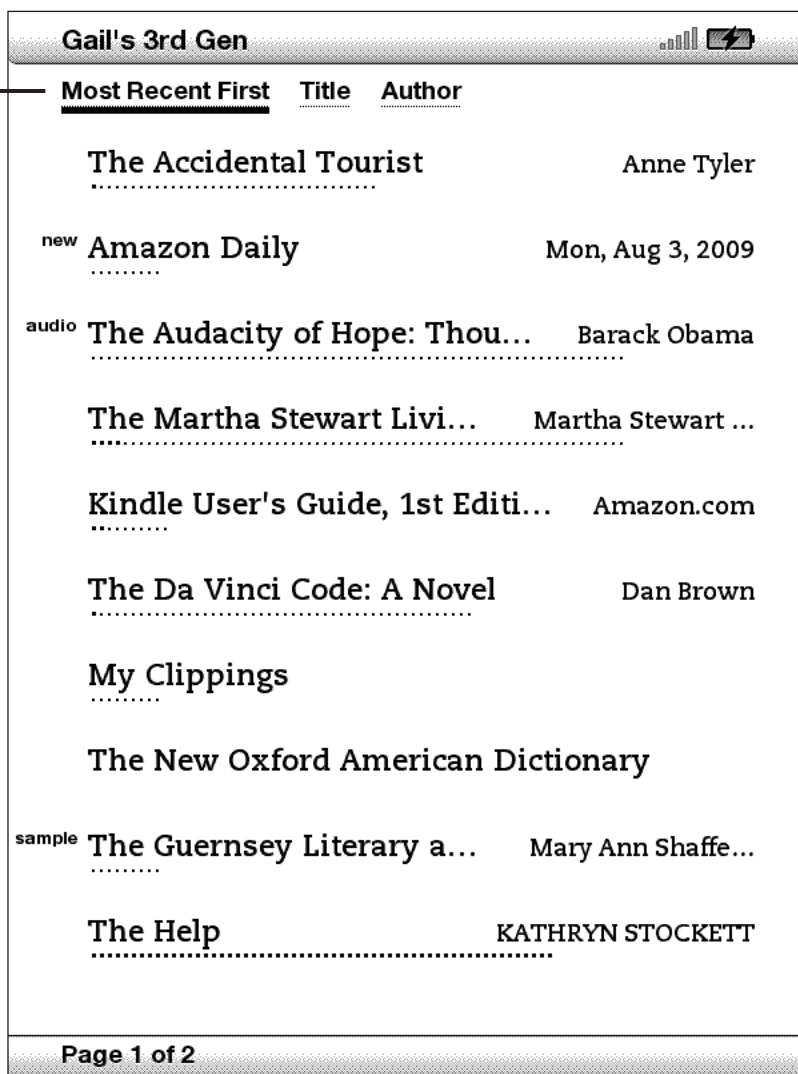 Gail's 3rd Gen
Most Recent First Title Author
The Accidental Tourist Anne Tyler
new Amazon Daily Mon, Aug 3, 2009
audio The Audacity of Hope: Thou... Barack Obama
The Martha Stewart Livi... Martha Stewart ...
Kindle User's Guide, 1st Editi... Amazon.com
The Da Vinci Code: A Novel Dan Brown
My Clippings
The New Oxford American Dictionary
sample The Guernsey Literary a... Mary Ann Shaffe...
The Help KATHRYN STOCKETT
Page 1 of 2